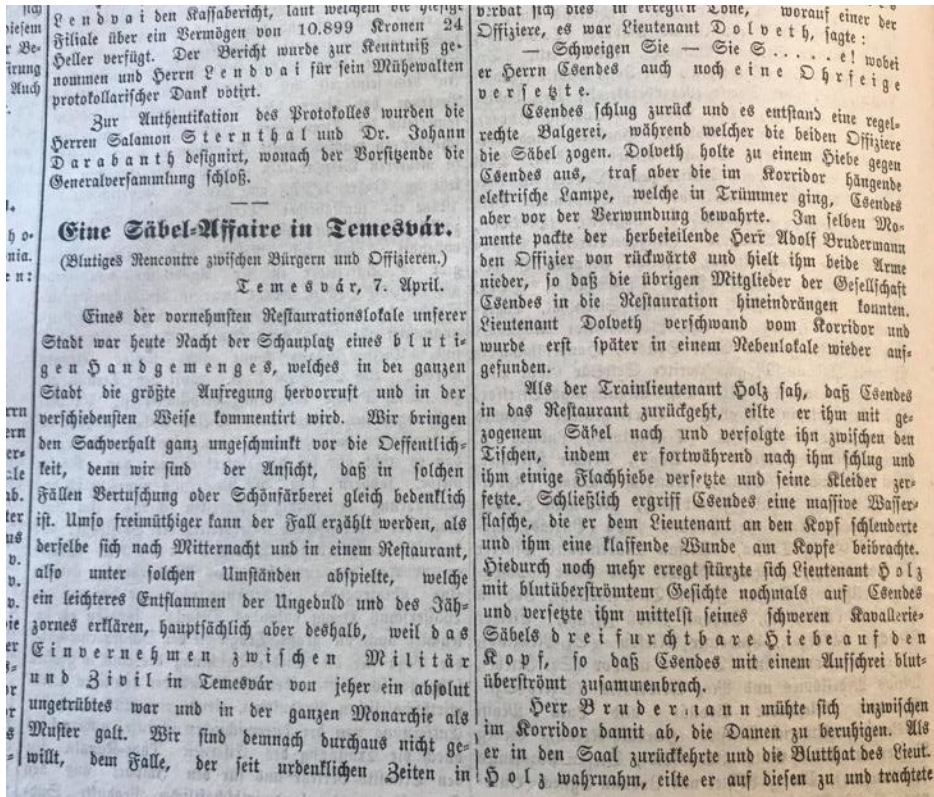 Lendvai den Kassabericht, laut welchem die hiesige
Filiale über ein Vermögen von 10.899 Kronen 24
Heller verfügt. Der Bericht wurde zur Kenntniß ge-
nommen und Herrn Lendvai für sein Mühewalten
protokollarischer Dank votirt.
Zur Authentikation des Protokolles wurden die
Herren Salamon Sternthal und Dr. Johann
Darabanth designirt, wonach der Vorsitzende die
Generalversammlung schloß.
Eine Säbel-Affaire in Temesvár.
(Blutiges Rencontre zwischen Bürgern und Offizieren.)
Temesvár, 7. April.
Eines der vornehmsten Restaurationslokale unserer
Stadt war heute Nacht der Schauplatz eines bluti-
gen Handgemenges, welches in der ganzen
Stadt die größte Aufregung hervorruft und in der
verschiedensten Weise kommentirt wird. Wir bringen
den Sachverhalt ganz ungeschminkt vor die Oeffentlich-
keit, denn wir sind der Ansicht, daß in solchen
Fällen Vertuschung oder Schönfärberei gleich bedenklich
ist. Umso freimüthiger kann der Fall erzählt werden, als
derselbe sich nach Mitternacht und in einem Restaurant,
also unter solchen Umständen abspielte, welche
ein leichteres Entflammen der Ungeduld und des Jäh-
zornes erklären, hauptsächlich aber deshalb, weil das
Einvernehmen zwischen Militär
und Zivil in Temesvár von jeher ein absolut
ungetrübtes war und in der ganzen Monarchie als
Muster galt. Wir sind demnach durchaus nicht ge-
willt, dem Falle, der seit urdenklichen Zeiten in
verbat sich dies in erregtem Tone, worauf einer der
Offiziere, es war Lieutenant Dolveth, sagte:
— Schweigen Sie — Sie S.....e! wobei
er Herrn Csendes auch noch eine Ohrfeige
versetzte.
Csendes schlug zurück und es entstand eine regel-
rechte Balgerei, während welcher die beiden Offiziere
die Säbel zogen. Dolveth holte zu einem Hiebe gegen
Csendes aus, traf aber die im Korridor hängende
elektrische Lampe, welche in Trümmer ging, Csendes
aber vor der Verwundung bewahrte. Im selben Mo-
mente packte der herbeieilende Herr Adolf Brudermann
den Offizier von rückwärts und hielt ihm beide Arme
nieder, so daß die übrigen Mitglieder der Gesellschaft
Csendes in die Restauration hineindrängen konnten.
Lieutenant Dolveth verschwand vom Korridor und
wurde erst später in einem Nebenlokale wieder auf-
gefunden.
Als der Trainlieutenant Holz sah, daß Csendes
in das Restaurant zurückgeht, eilte er ihm mit ge-
zogenem Säbel nach und verfolgte ihn zwischen den
Tischen, indem er fortwährend nach ihm schlug und
ihm einige Flachhiebe versetzte und seine Kleider zer-
fetzte. Schließlich ergriff Csendes eine massive Wasser-
flasche, die er dem Lieutenant an den Kopf schleuderte
und ihm eine klaffende Wunde am Kopfe beibrachte.
Hiedurch noch mehr erregt stürzte sich Lieutenant Holz
mit blutüberströmtem Gesichte nochmals auf Csendes
und versetzte ihm mittelst seines schweren Kavallerie-
Säbels drei furchtbare Hiebe auf den
Kopf, so daß Csendes mit einem Aufschrei blut-
überströmt zusammenbrach.
Herr Brudermann mühte sich inzwischen
im Korridor damit ab, die Damen zu beruhigen. Als
er in den Saal zurückkehrte und die Blutthat des Lieut.
Holz wahrnahm, eilte er auf diesen zu und trachtete